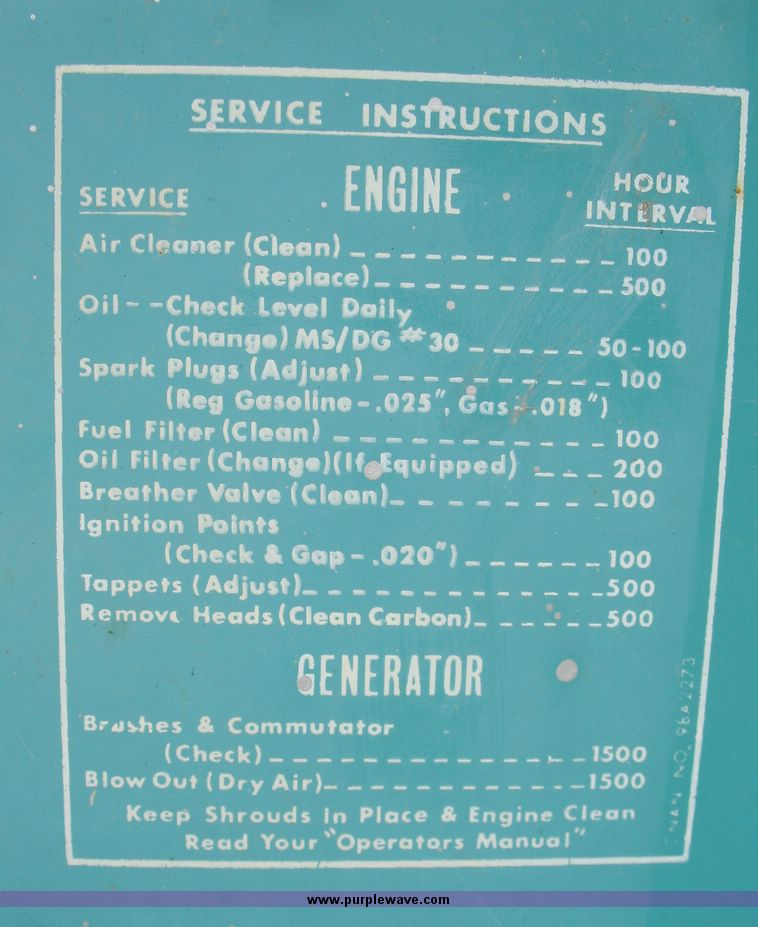 SERVICE INSTRUCTIONS
ENGINE
SERVICE HOUR INTERVAL
Air Cleaner (Clean) _ _ _ _ _ _ _ _ _ _ _ 100
(Replace) _ _ _ _ _ _ _ _ _ _ 500
Oil--Check Level Daily
(Change) MS/DG #30 _ _ _ _ _ 50-100
Spark Plugs (Adjust) _ _ _ _ _ _ _ _ _ _ 100
(Reg Gasoline-.025", Gas-.018")
Fuel Filter (Clean) _ _ _ _ _ _ _ _ _ _ _ 100
Oil Filter (Change)(If Equipped) _ _ _ 200
Breather Valve (Clean) _ _ _ _ _ _ _ _ 100
Ignition Points
(Check & Gap-.020") _ _ _ _ _ _ 100
Tappets (Adjust) _ _ _ _ _ _ _ _ _ _ _ _ 500
Remove Heads (Clean Carbon) _ _ _ _ _ 500
GENERATOR
Brushes & Commutator
(Check) _ _ _ _ _ _ _ _ _ _ _ _ _ _ 1500
Blow Out (Dry Air) _ _ _ _ _ _ _ _ _ _ _ 1500
Keep Shrouds in Place & Engine Clean
Read Your "Operators Manual"
NO. 98A2273
www.purplewave.com